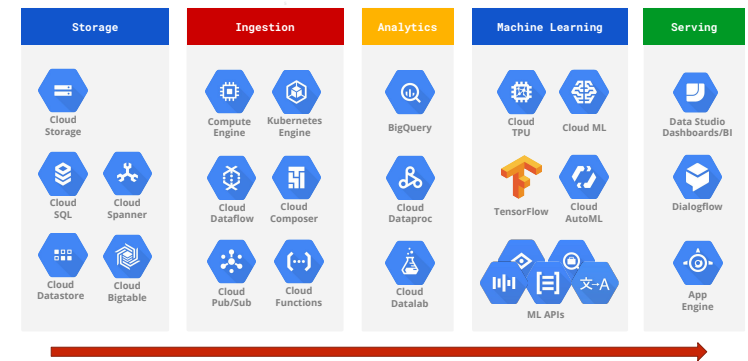 Storage
Ingestion
Analytics
Machine Learning
Serving
Cloud
Storage
Cloud
SQL
Cloud
Spanner
Cloud
Datastore
Cloud
Bigtable
Compute
Engine
Kubernetes
Engine
Cloud
Dataflow
Cloud
Composer
Cloud
Pub/Sub
Cloud
Functions
BigQuery
Cloud
Dataproc
Cloud
Datalab
Cloud
TPU
Cloud ML
TensorFlow
Cloud
AutoML
文→A
ML APIs
Data Studio
Dashboards/BI
Dialogflow
App
Engine